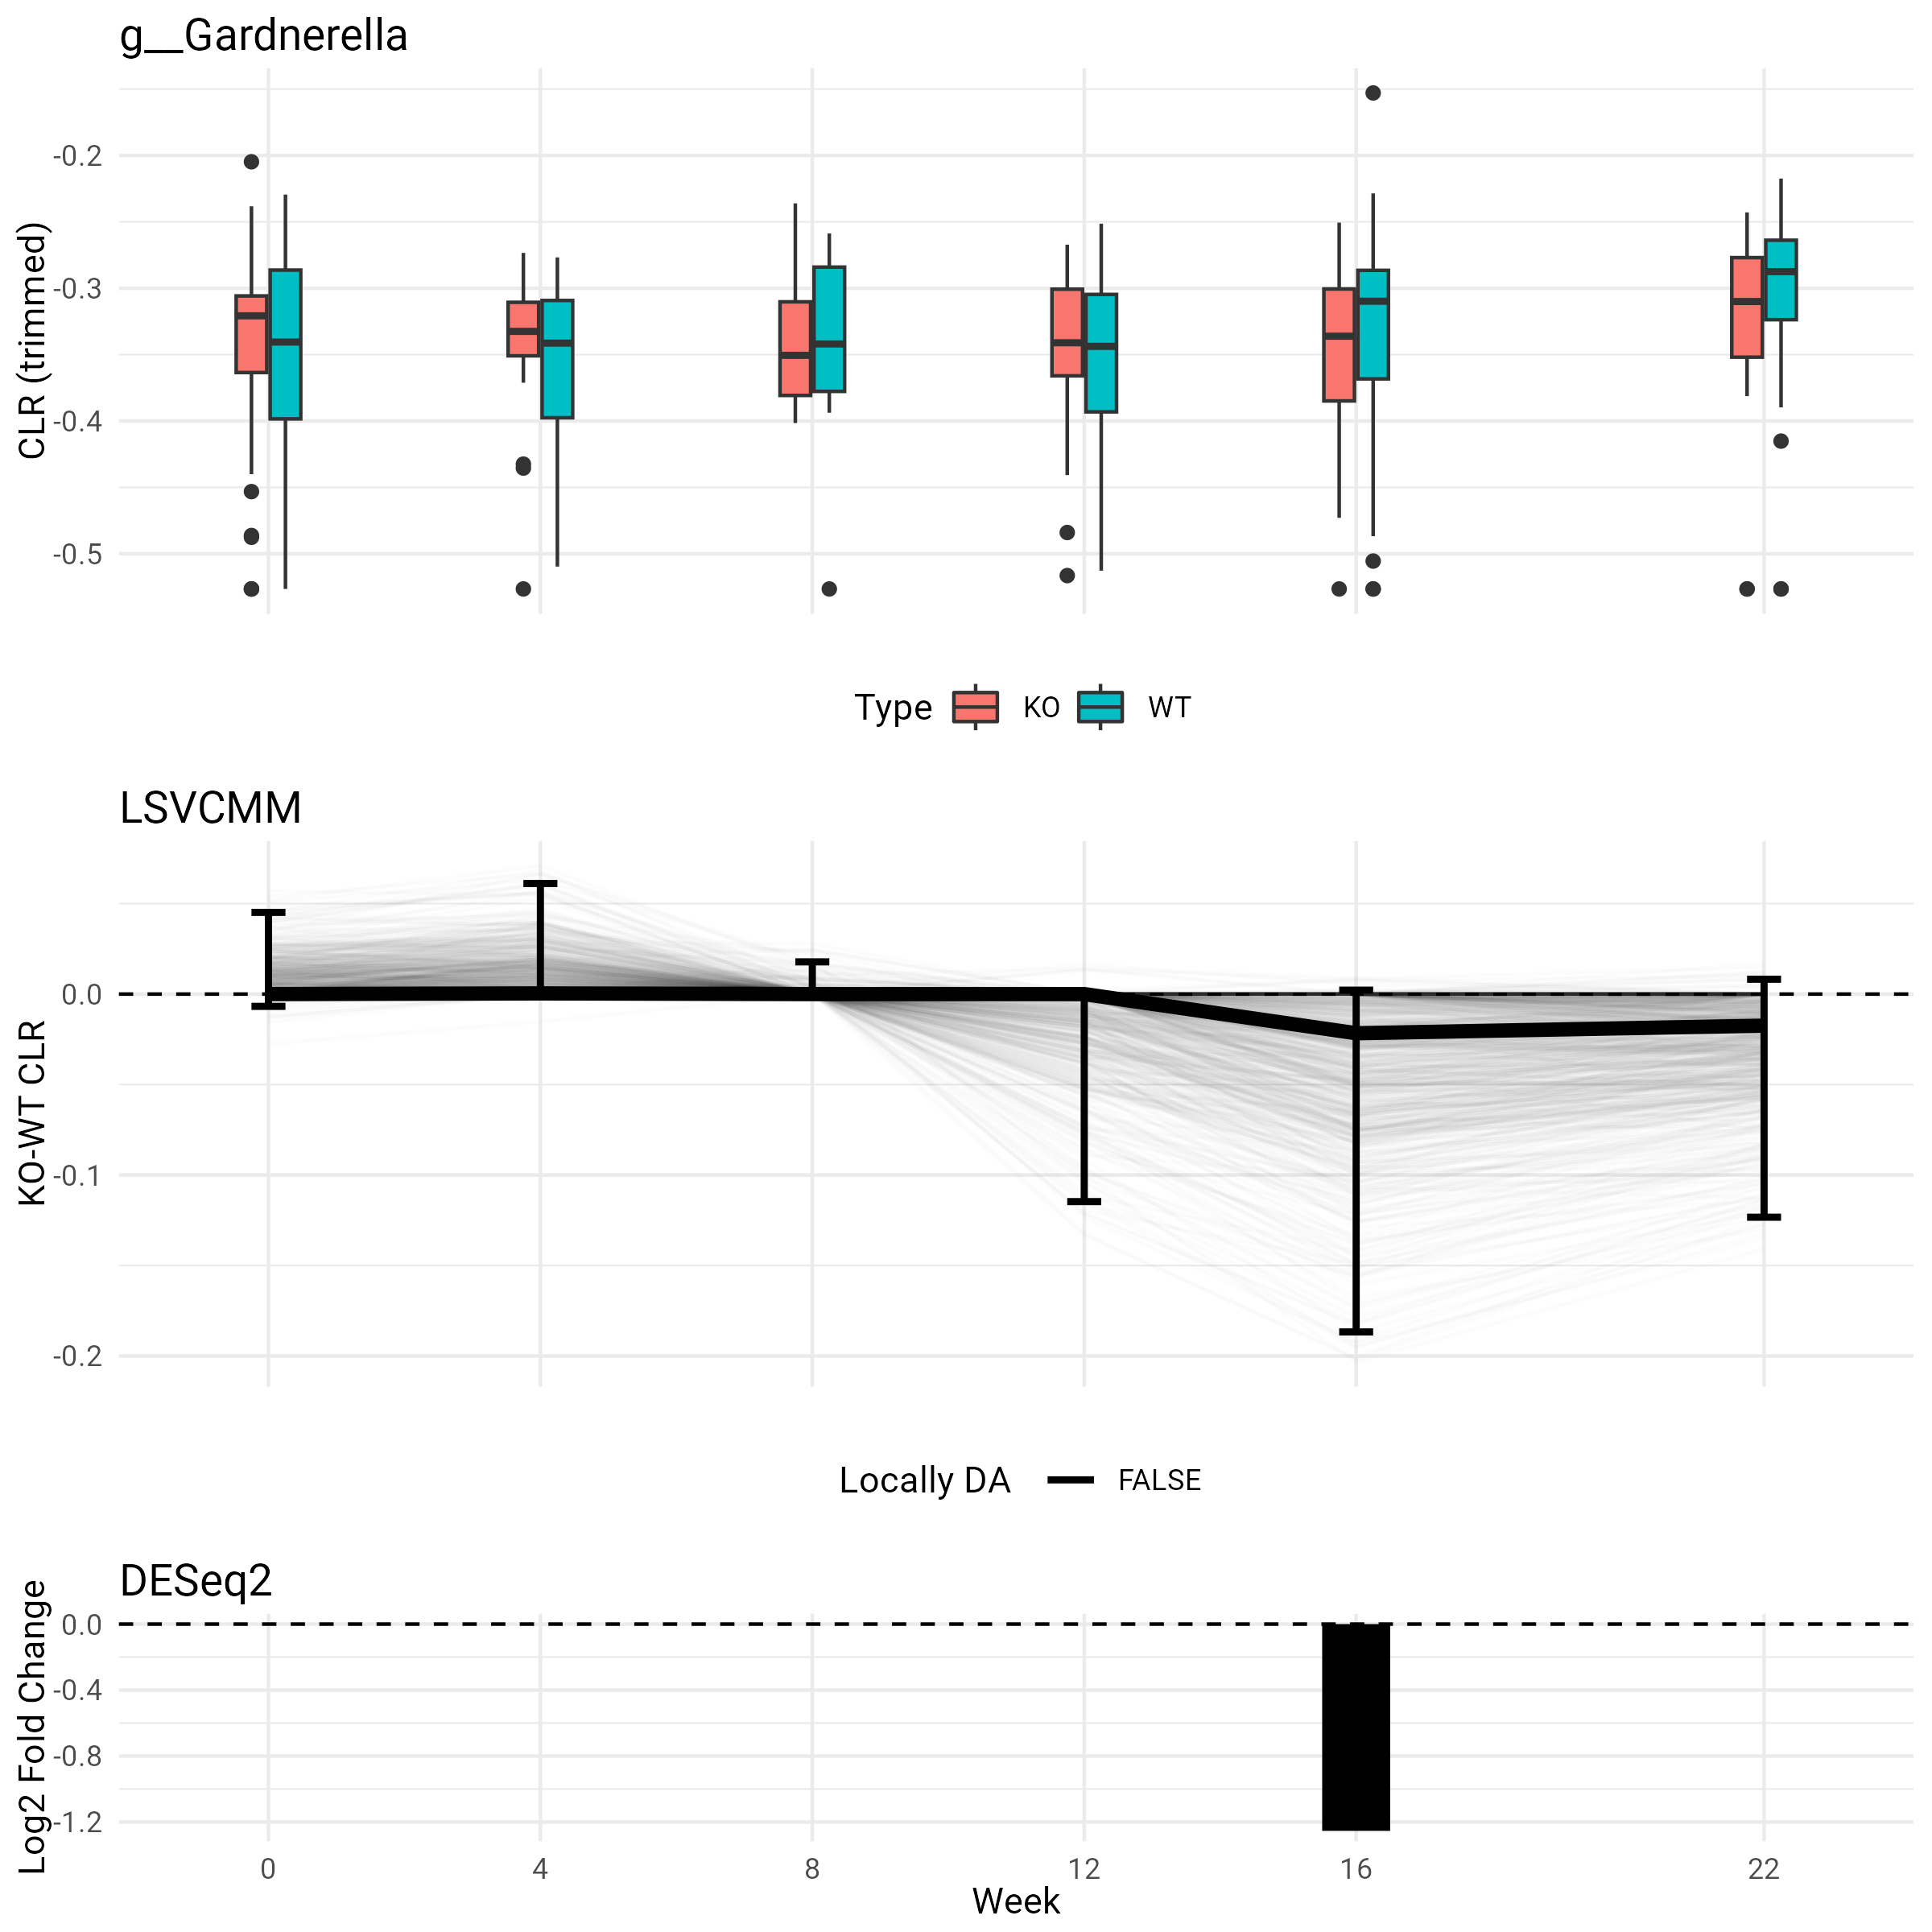 g__Gardnerella
CLR (trimmed)
-0.2
-0.3
-0.4
-0.5
Type KO WT
LSVCMM
KO-WT CLR
0.0
-0.1
-0.2
Locally DA FALSE
DESeq2
Log2 Fold Change
0.0
-0.4
-0.8
-1.2
0 4 8 12 16 22
Week